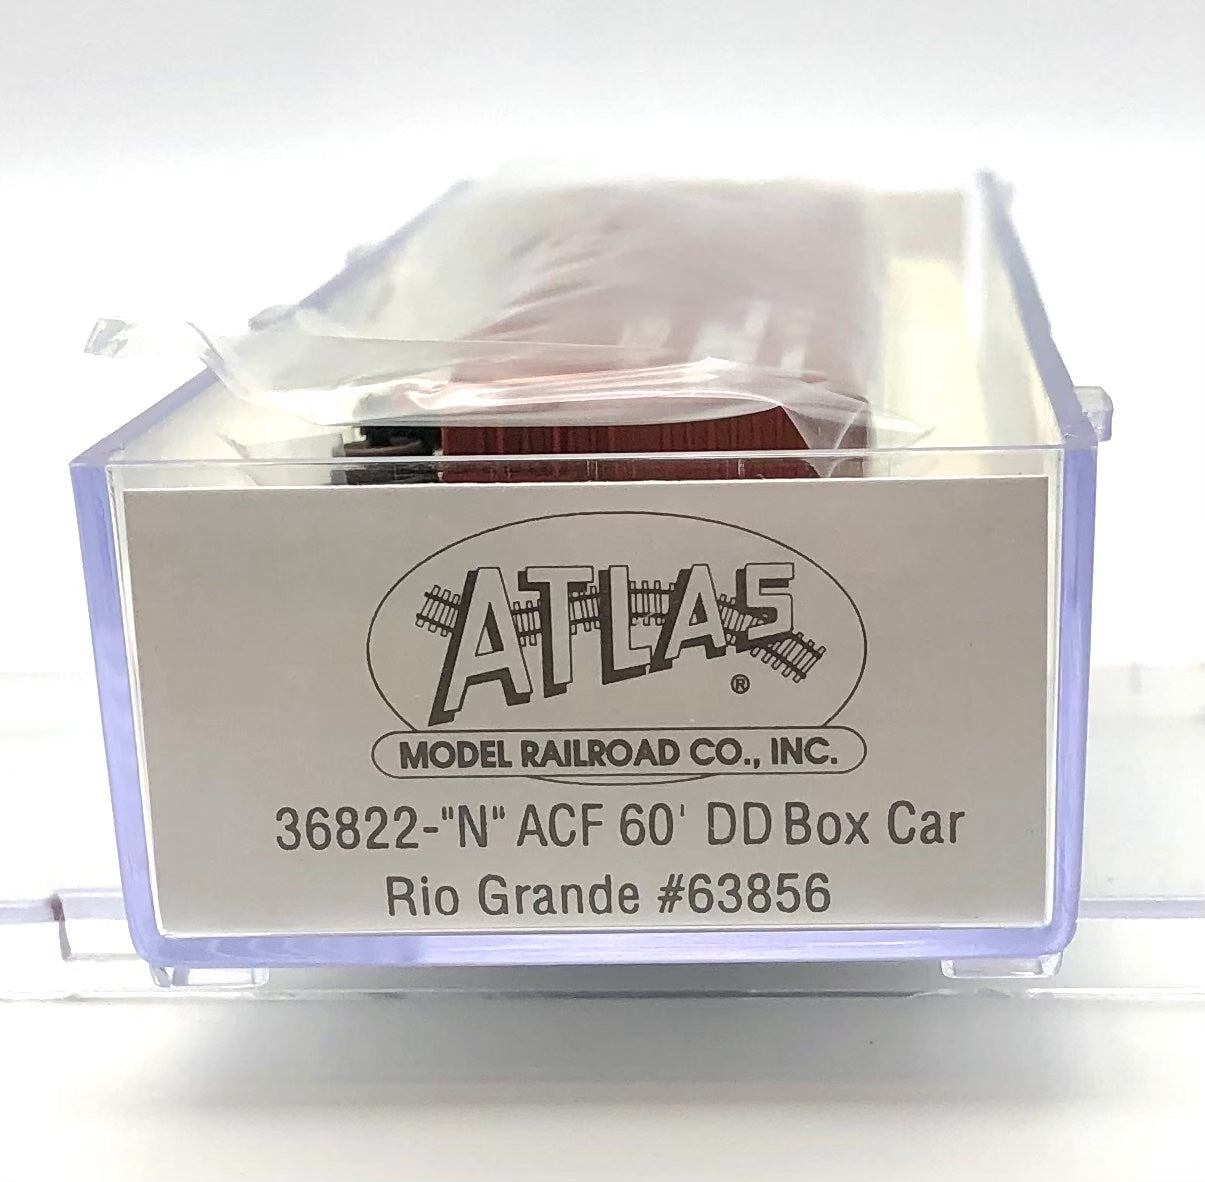 ATLAS
®
MODEL RAILROAD CO., INC.
36822-"N" ACF 60' DD Box Car
Rio Grande #63856